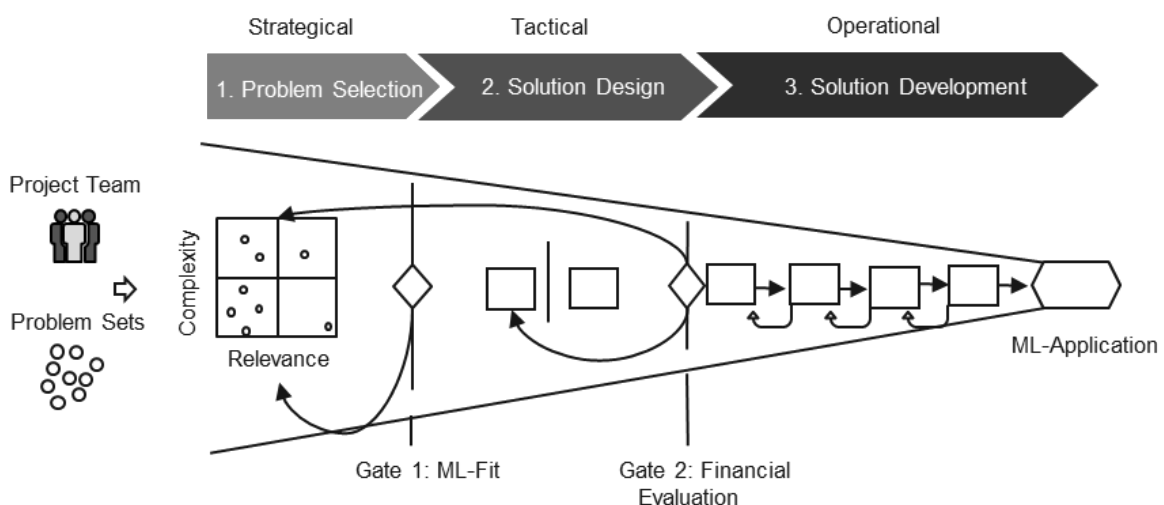 Strategical
Tactical
Operational
1. Problem Selection
2. Solution Design
3. Solution Development
Project Team
Problem Sets
Complexity
Relevance
ML-Application
Gate 1: ML-Fit
Gate 2: Financial
Evaluation